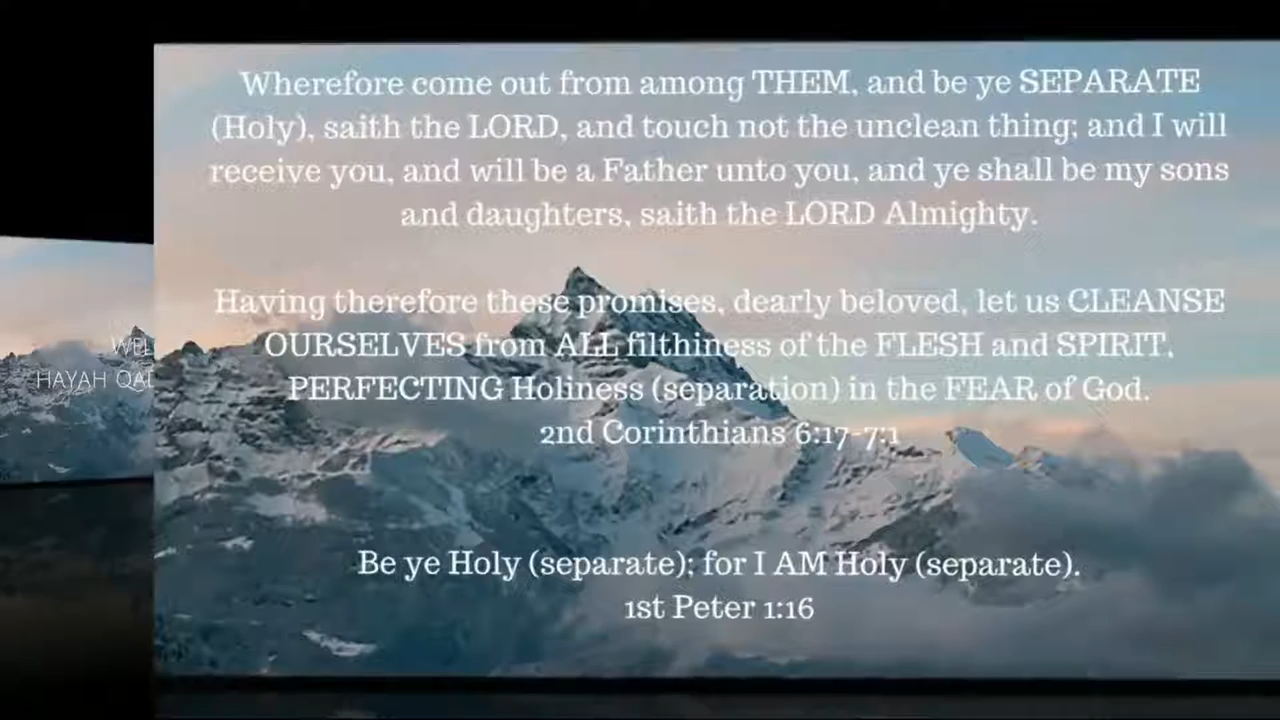 Wherefore come out from among THEM, and be ye SEPARATE
(Holy), saith the LORD, and touch not the unclean thing; and I will
receive you, and will be a Father unto you, and ye shall be my sons
and daughters, saith the LORD Almighty.
Having therefore these promises, dearly beloved, let us CLEANSE
OURSELVES from ALL filthiness of the FLESH and SPIRIT,
PERFECTING Holiness (separation) in the FEAR of God.
2nd Corinthians 6:17-7:1
Be ye Holy (separate); for I AM Holy (separate).
1st Peter 1:16
HAYAH